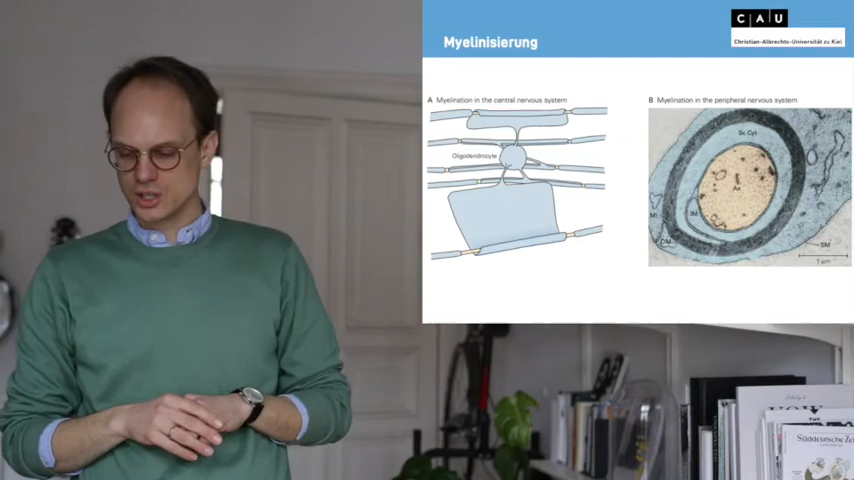 Myelinisierung
C A U
Christian-Albrechts-Universität zu Kiel
A Myelination in the central nervous system
B Myelination in the peripheral nervous system
Oligodendrocyte
Sc Cyt
Ax
MI
IM
OM
SM
1 µm
Süddeutsche Ze